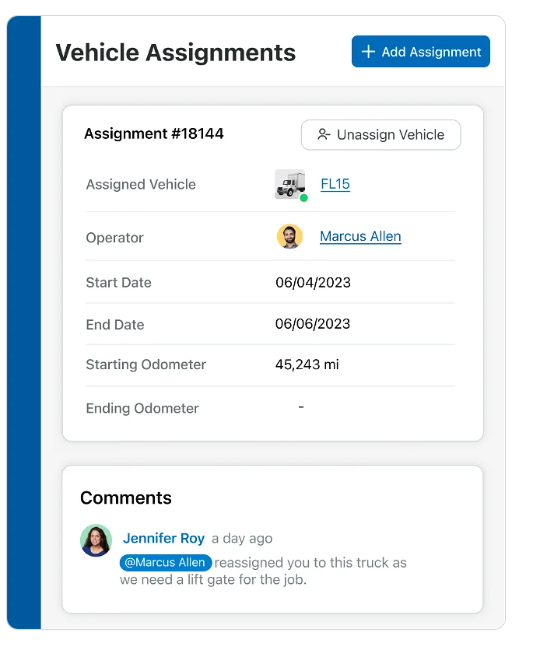 Vehicle Assignments
+ Add Assignment
Assignment #18144
Unassign Vehicle
Assigned Vehicle FL15
Operator Marcus Allen
Start Date 06/04/2023
End Date 06/06/2023
Starting Odometer 45,243 mi
Ending Odometer -
Comments
Jennifer Roy a day ago
@Marcus Allen reassigned you to this truck as
we need a lift gate for the job.